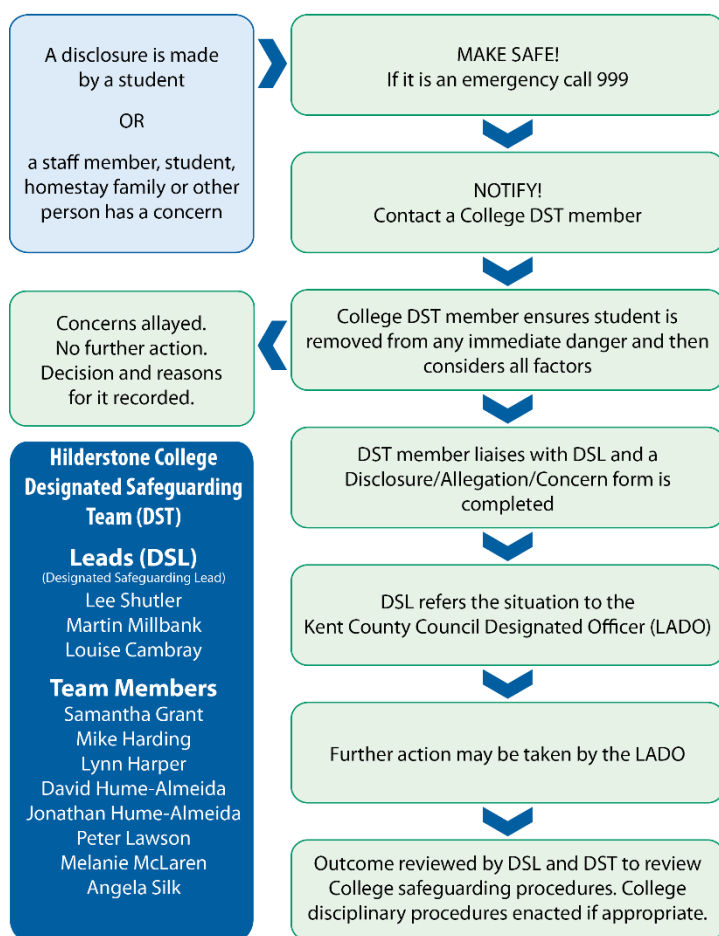 A disclosure is made
by a student
OR
a staff member, student,
homestay family or other
person has a concern
MAKE SAFE!
If it is an emergency call 999
NOTIFY!
Contact a College DST member
College DST member ensures student is
removed from any immediate danger and then
considers all factors
Concerns allayed.
No further action.
Decision and reasons
for it recorded.
DST member liaises with DSL and a
Disclosure/Allegation/Concern form is
completed
DSL refers the situation to the
Kent County Council Designated Officer (LADO)
Further action may be taken by the LADO
Outcome reviewed by DSL and DST to review
College safeguarding procedures. College
disciplinary procedures enacted if appropriate.
Hilderstone College
Designated Safeguarding
Team (DST)
Leads (DSL)
(Designated Safeguarding Lead)
Lee Shutler
Martin Millbank
Louise Cambray
Team Members
Samantha Grant
Mike Harding
Lynn Harper
David Hume-Almeida
Jonathan Hume-Almeida
Peter Lawson
Melanie McLaren
Angela Silk